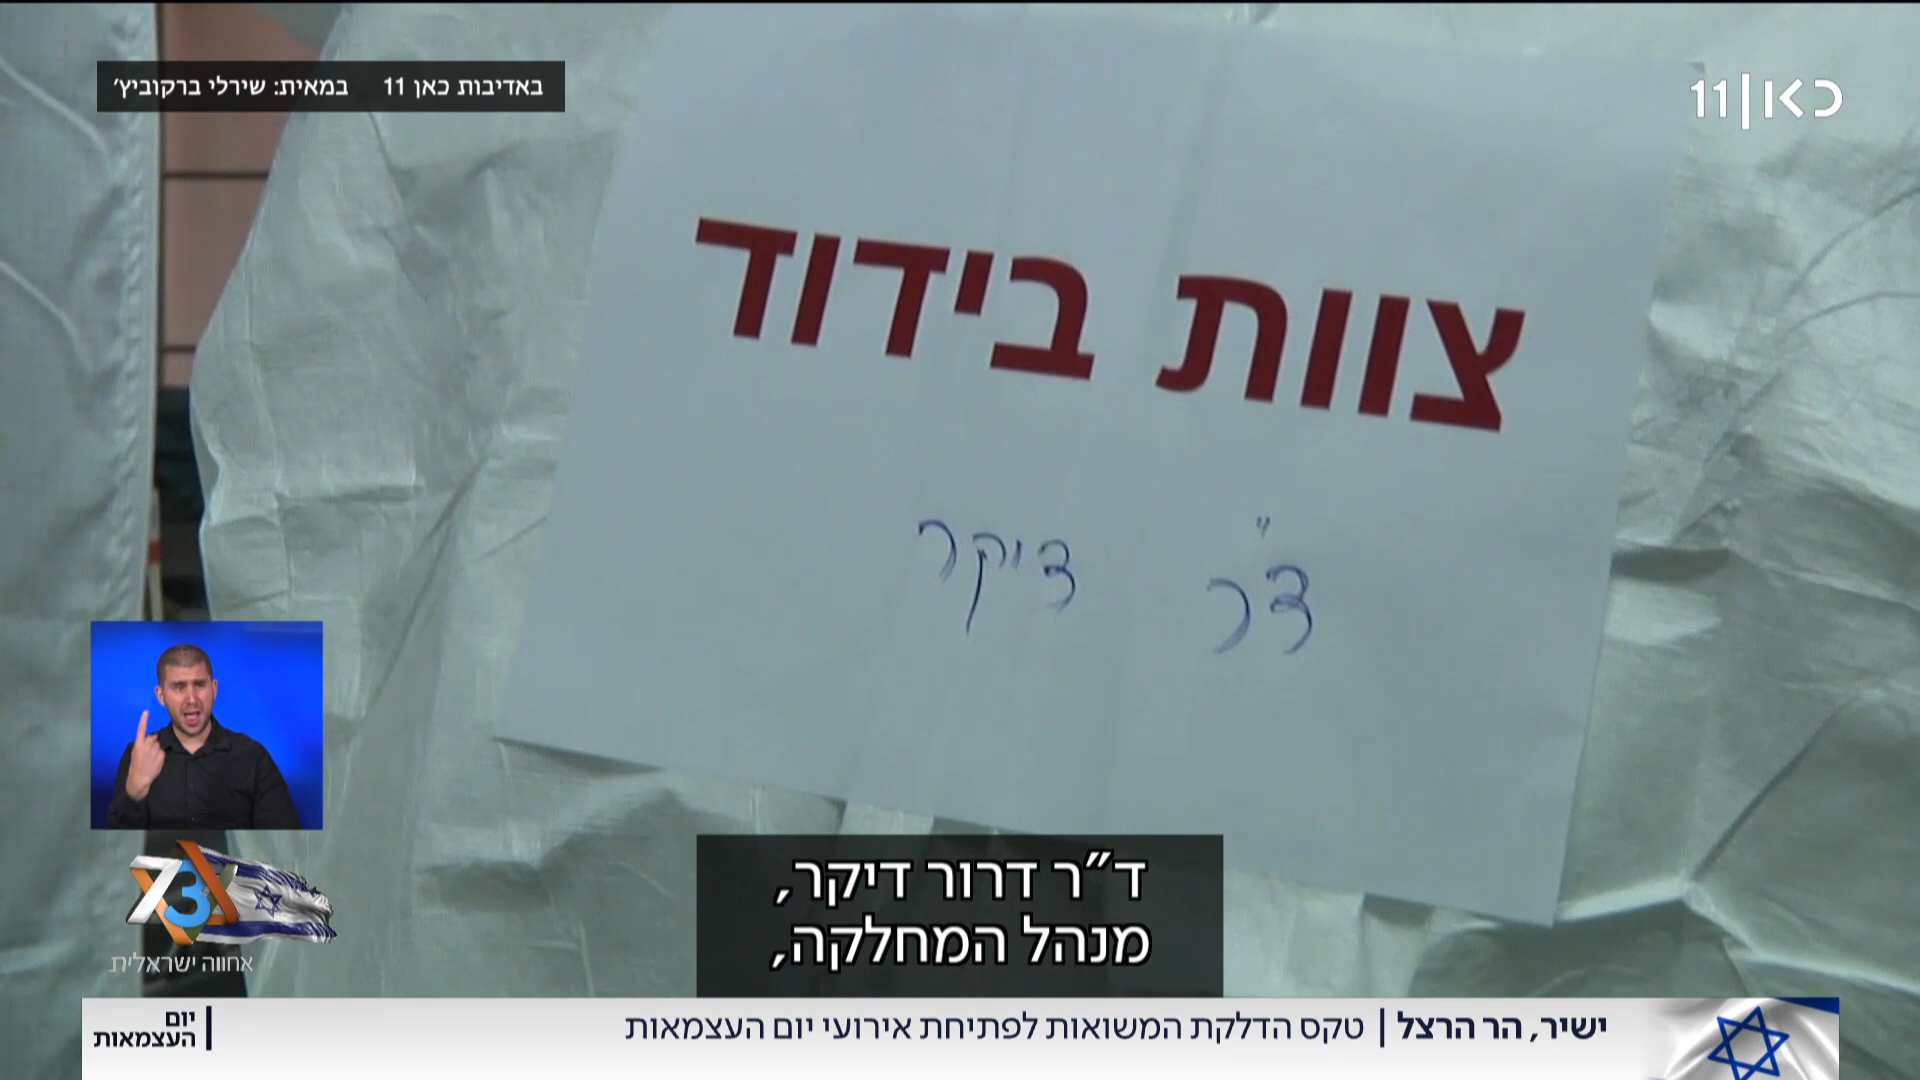 באדיבות כאן 11 במאית: שירלי ברקוביץ'
כאן 11
צוות בידוד
ד"ר דיקר
73
אחווה ישראלית
ד"ר דרור דיקר,
מנהל המחלקה,
ישיר, הר הרצל | טקס הדלקת המשואות לפתיחת אירועי יום העצמאות
יום
העצמאות